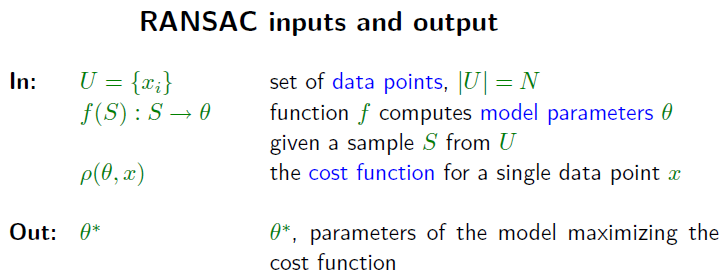 RANSAC inputs and output
In: U = {xᵢ} set of data points, |U| = N
f(S) : S → θ function f computes model parameters θ
given a sample S from U
ρ(θ, x) the cost function for a single data point x
Out: θ* θ*, parameters of the model maximizing the
cost function